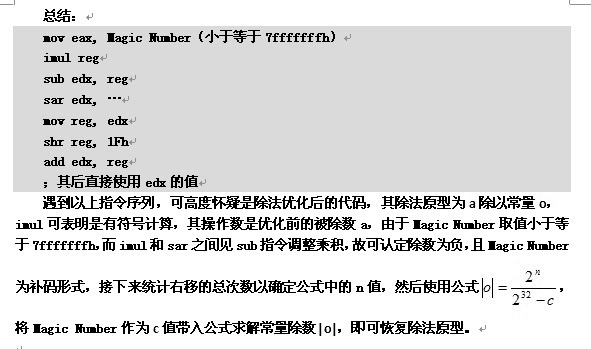 总结：
mov eax, Magic Number（小于等于 7fffffffh）
imul reg
sub edx, reg
sar edx, …
mov reg, edx
shr reg, 1Fh
add edx, reg
；其后直接使用 edx 的值
遇到以上指令序列，可高度怀疑是除法优化后的代码，其除法原型为 a 除以常量 o，
imul 可表明是有符号计算，其操作数是优化前的被除数 a，由于 Magic Number 取值小于等
于 7fffffffh，而 imul 和 sar 之间见 sub 指令调整乘积，故可认定除数为负，且 Magic Number
为补码形式，接下来统计右移的总次数以确定公式中的 n 值，然后使用公式 |o| = 2^n / (2^32 − c)，
将 Magic Number 作为 c 值带入公式求解常量除数|o|，即可恢复除法原型。